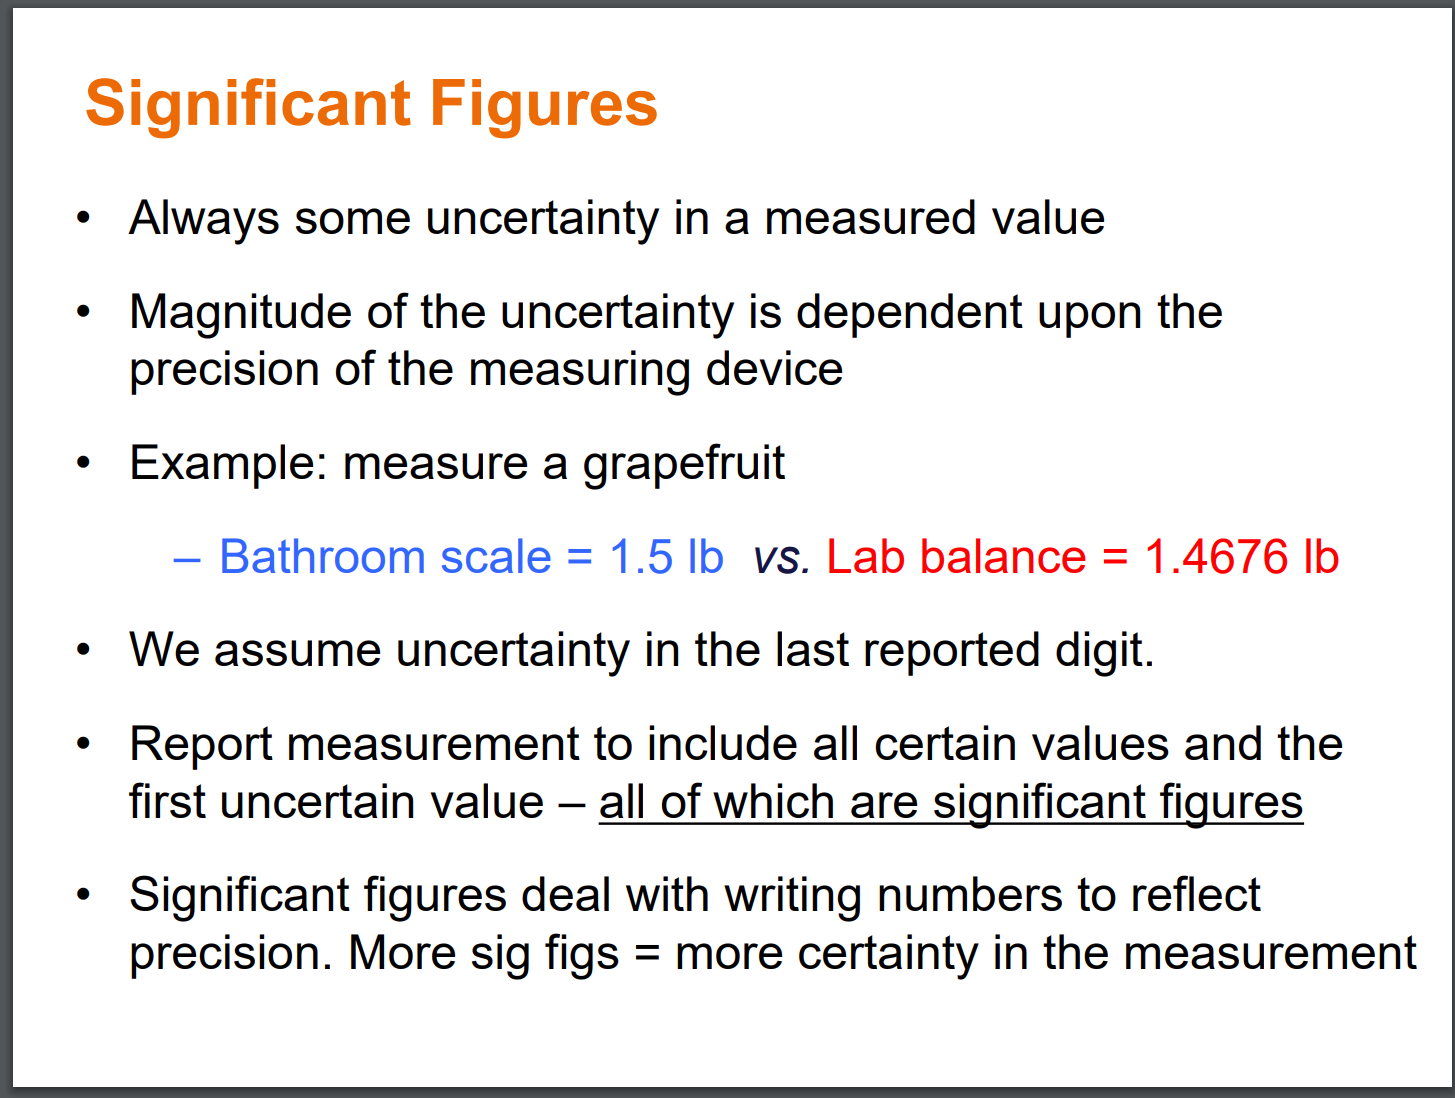 Significant Figures
• Always some uncertainty in a measured value
• Magnitude of the uncertainty is dependent upon the
precision of the measuring device
• Example: measure a grapefruit
– Bathroom scale = 1.5 lb vs. Lab balance = 1.4676 lb
• We assume uncertainty in the last reported digit.
• Report measurement to include all certain values and the
first uncertain value – all of which are significant figures
• Significant figures deal with writing numbers to reflect
precision. More sig figs = more certainty in the measurement